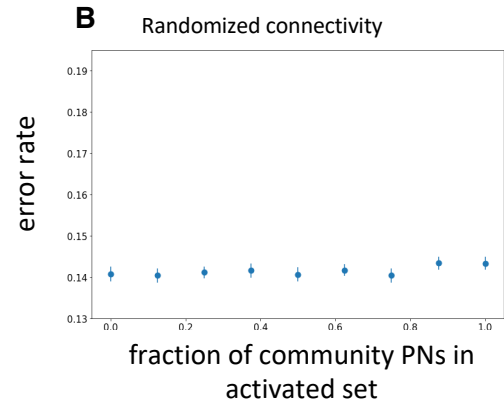 B
Randomized connectivity
error rate
0.19
0.18
0.17
0.16
0.15
0.14
0.13
0.0 0.2 0.4 0.6 0.8 1.0
fraction of community PNs in
activated set